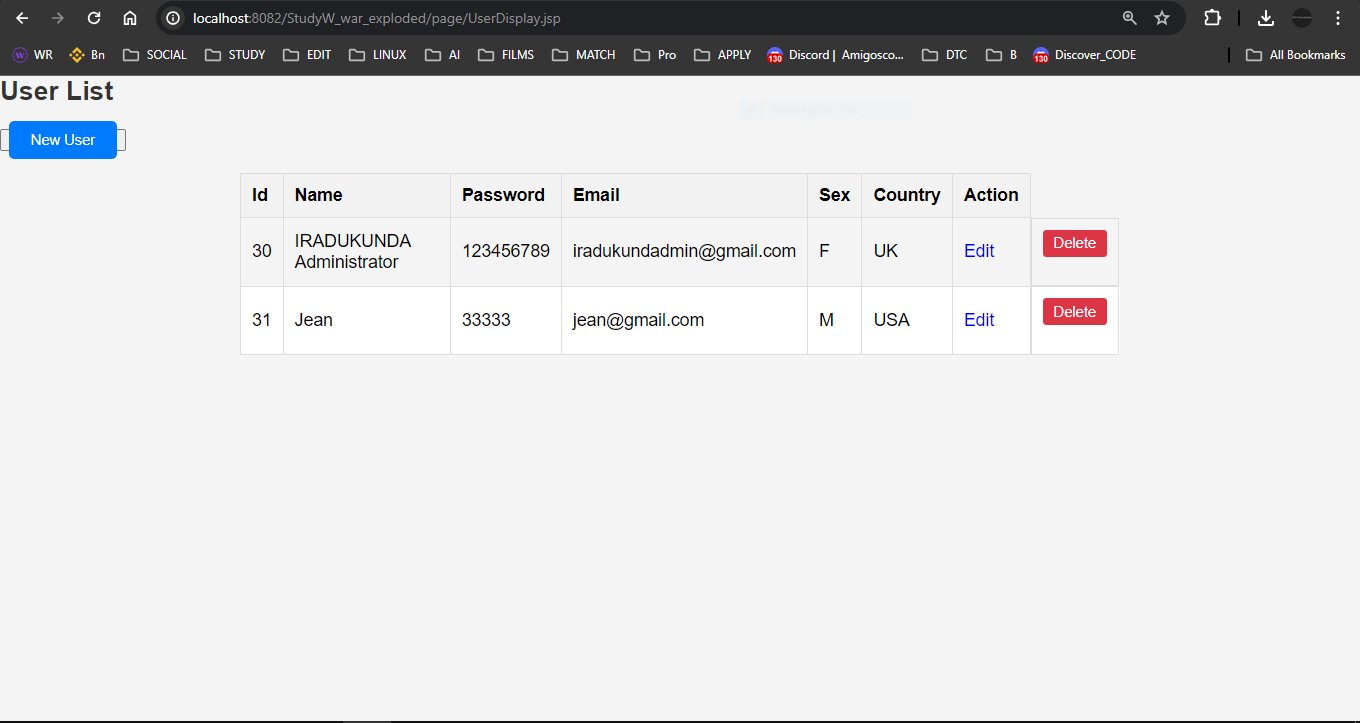 localhost:8082/StudyW_war_exploded/page/UserDisplay.jsp
WR Bn SOCIAL STUDY EDIT LINUX AI FILMS MATCH Pro APPLY 130 Discord | Amigosco... DTC B 130 Discover_CODE All Bookmarks
User List
New User
Id Name Password Email Sex Country Action
30 IRADUKUNDA Administrator 123456789 iradukundadmin@gmail.com F UK Edit Delete
31 Jean 33333 jean@gmail.com M USA Edit Delete